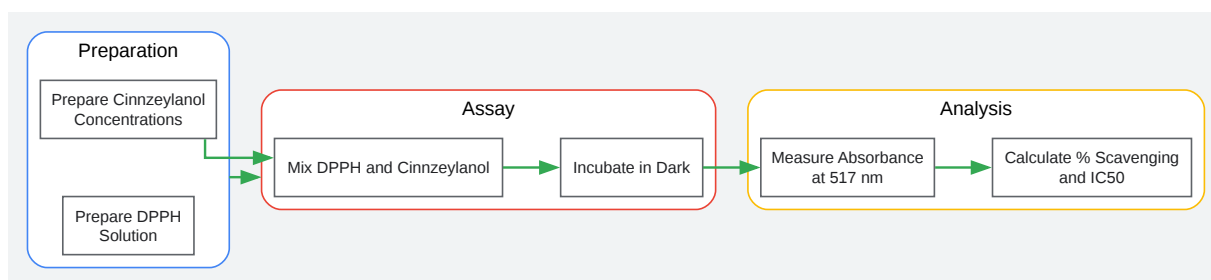 Preparation
Prepare Cinnzeylanol
Concentrations
Prepare DPPH
Solution
Assay
Mix DPPH and Cinnzeylanol
Incubate in Dark
Analysis
Measure Absorbance
at 517 nm
Calculate % Scavenging
and IC50